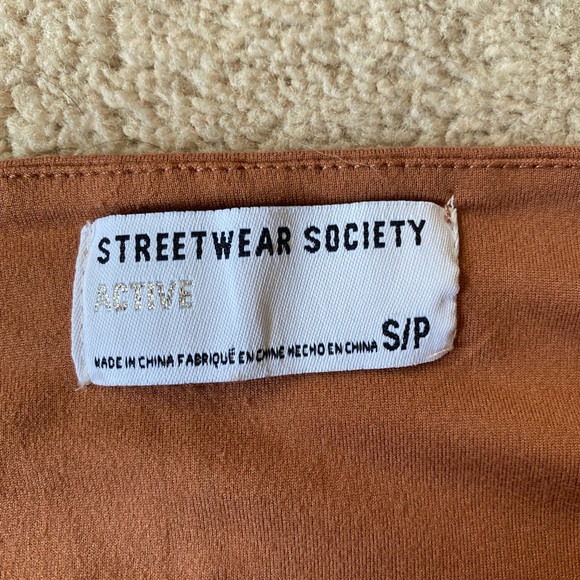 STREETWEAR SOCIETY
ACTIVE
S/P
MADE IN CHINA FABRIQUÉ EN CHINE HECHO EN CHINA